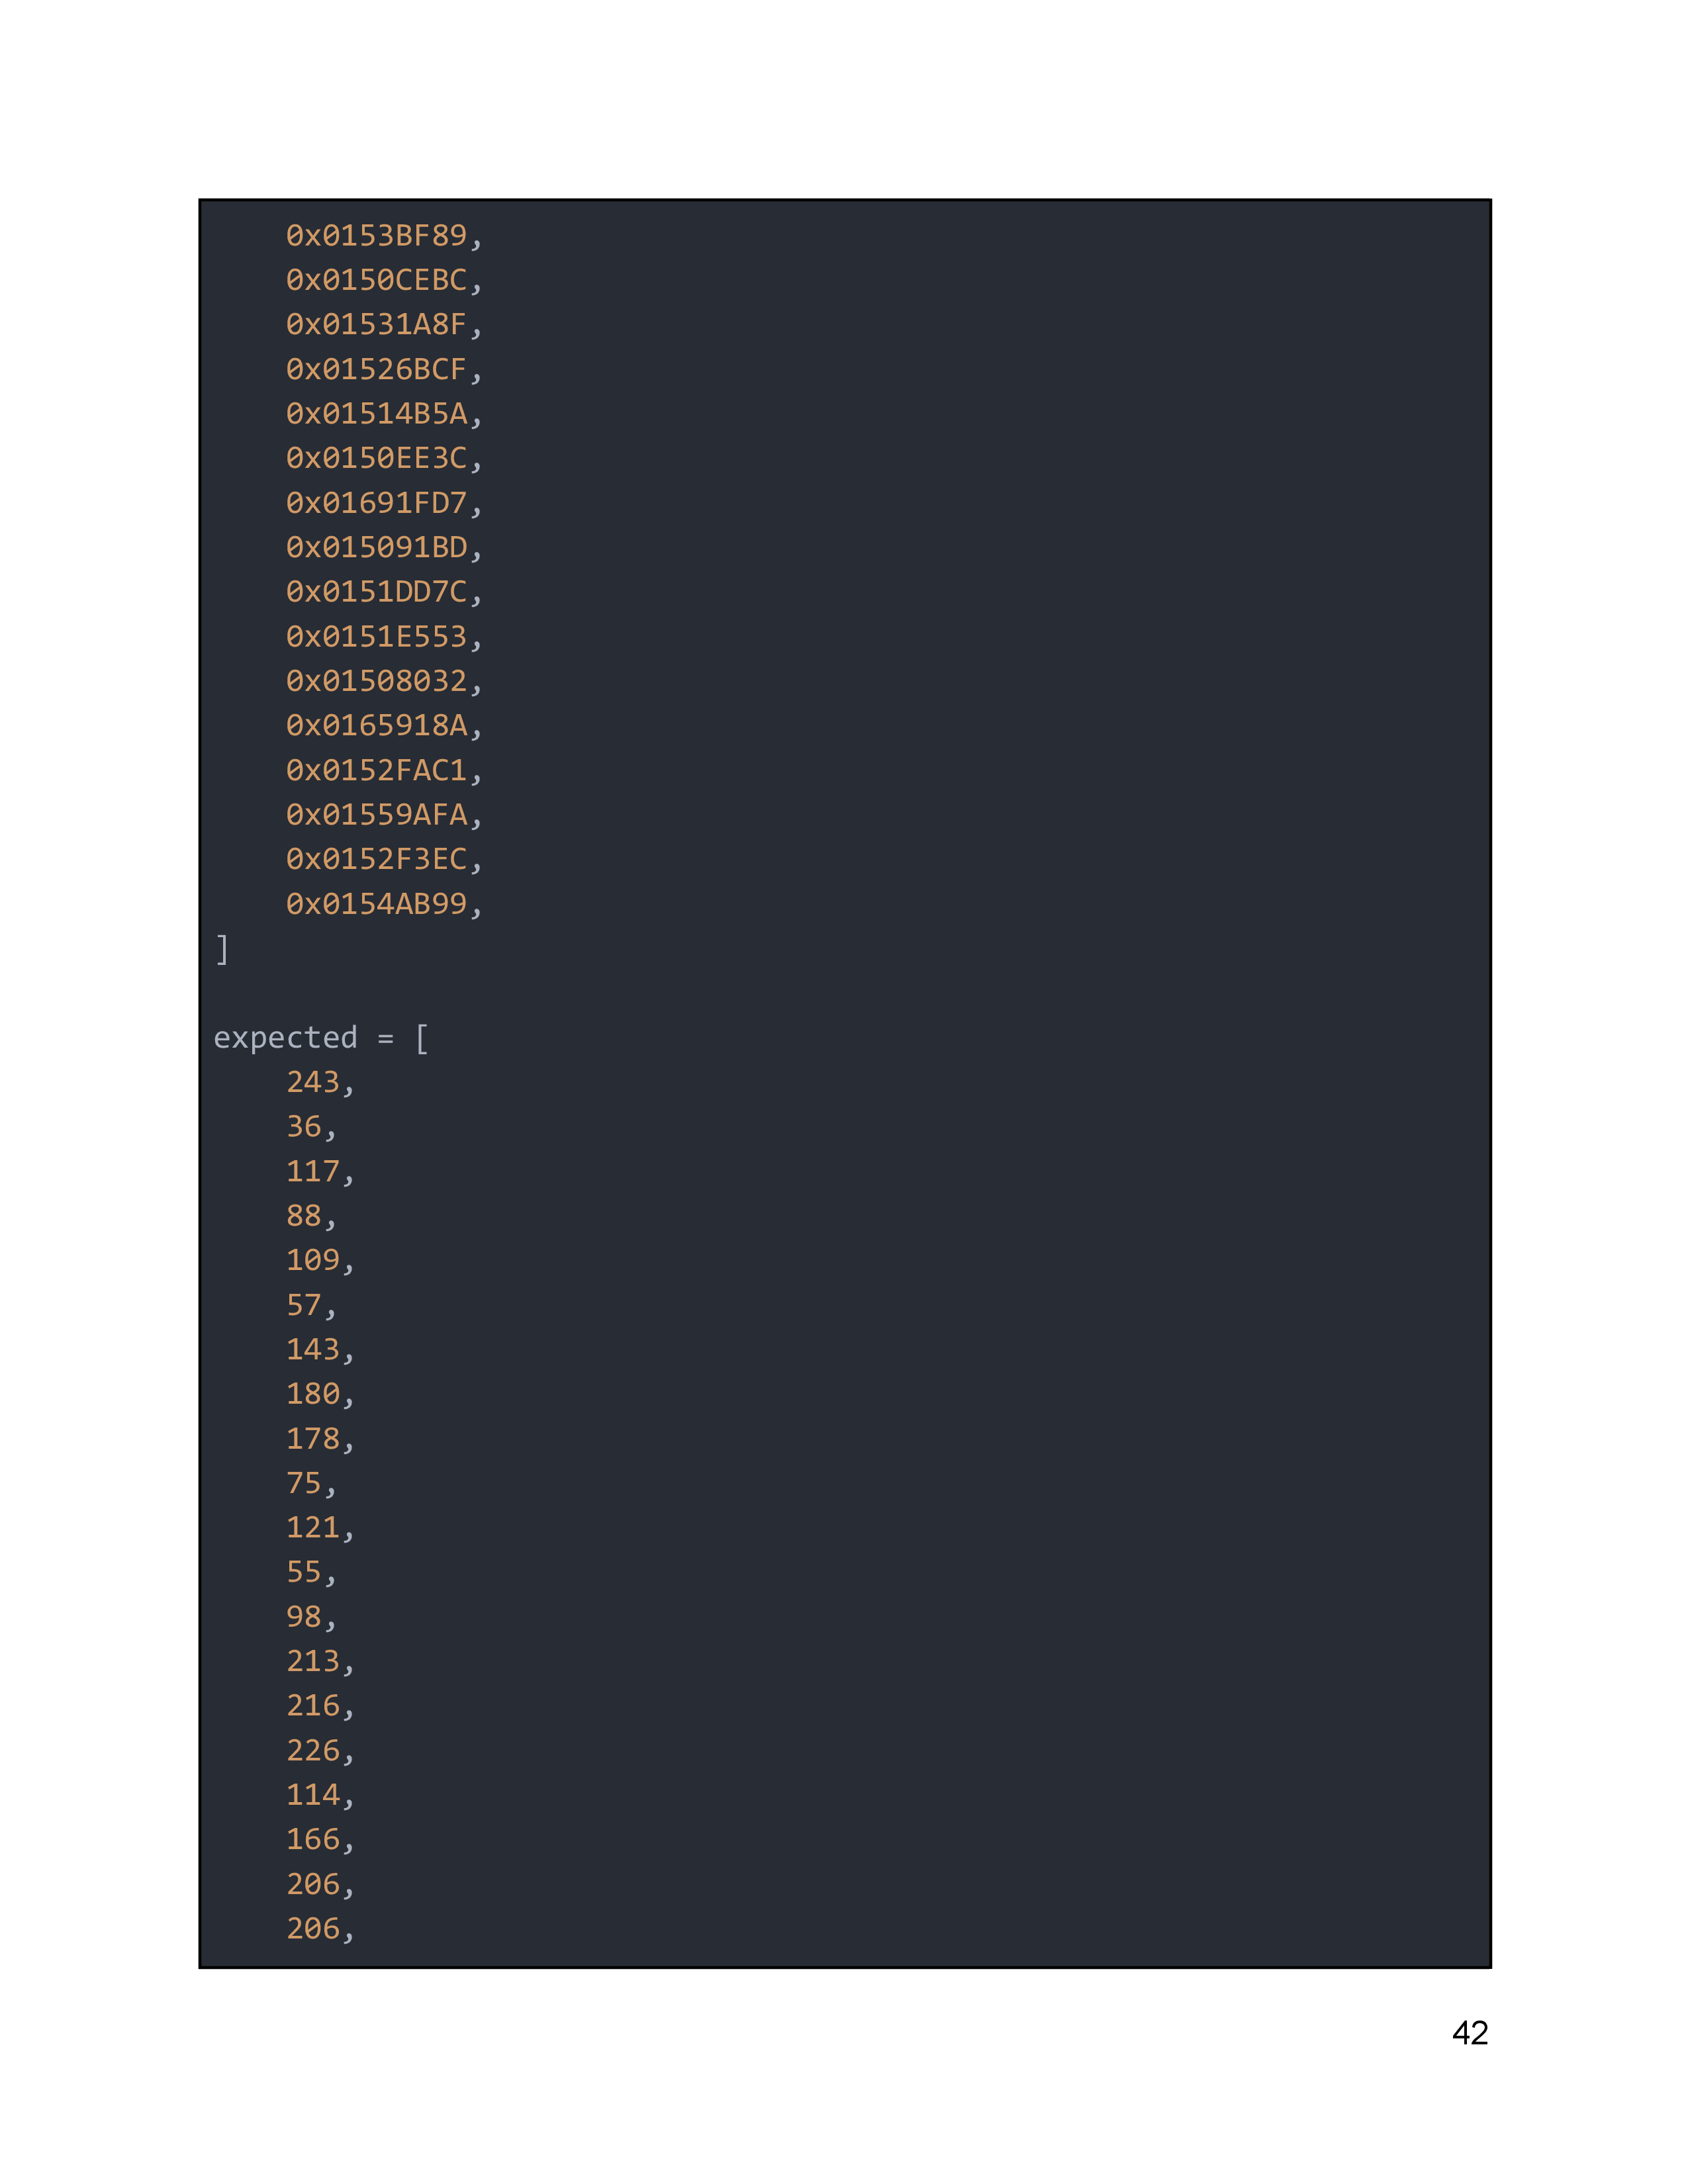 0x0153BF89,
0x0150CEBC,
0x01531A8F,
0x01526BCF,
0x01514B5A,
0x0150EE3C,
0x01691FD7,
0x015091BD,
0x0151DD7C,
0x0151E553,
0x01508032,
0x0165918A,
0x0152FAC1,
0x01559AFA,
0x0152F3EC,
0x0154AB99,
]
expected = [
243,
36,
117,
88,
109,
57,
143,
180,
178,
75,
121,
55,
98,
213,
216,
226,
114,
166,
206,
206,
42